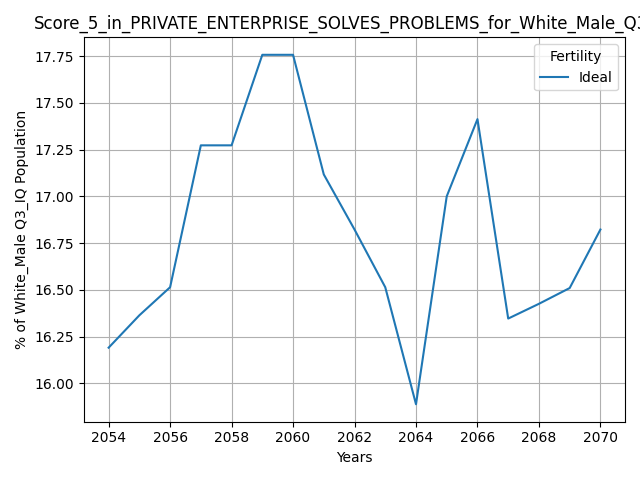 Score_5_in_PRIVATE_ENTERPRISE_SOLVES_PROBLEMS_for_White_Male_Q3
Fertility
Ideal
% of White_Male Q3_IQ Population
17.75
17.50
17.25
17.00
16.75
16.50
16.25
16.00
2054 2056 2058 2060 2062 2064 2066 2068 2070
Years